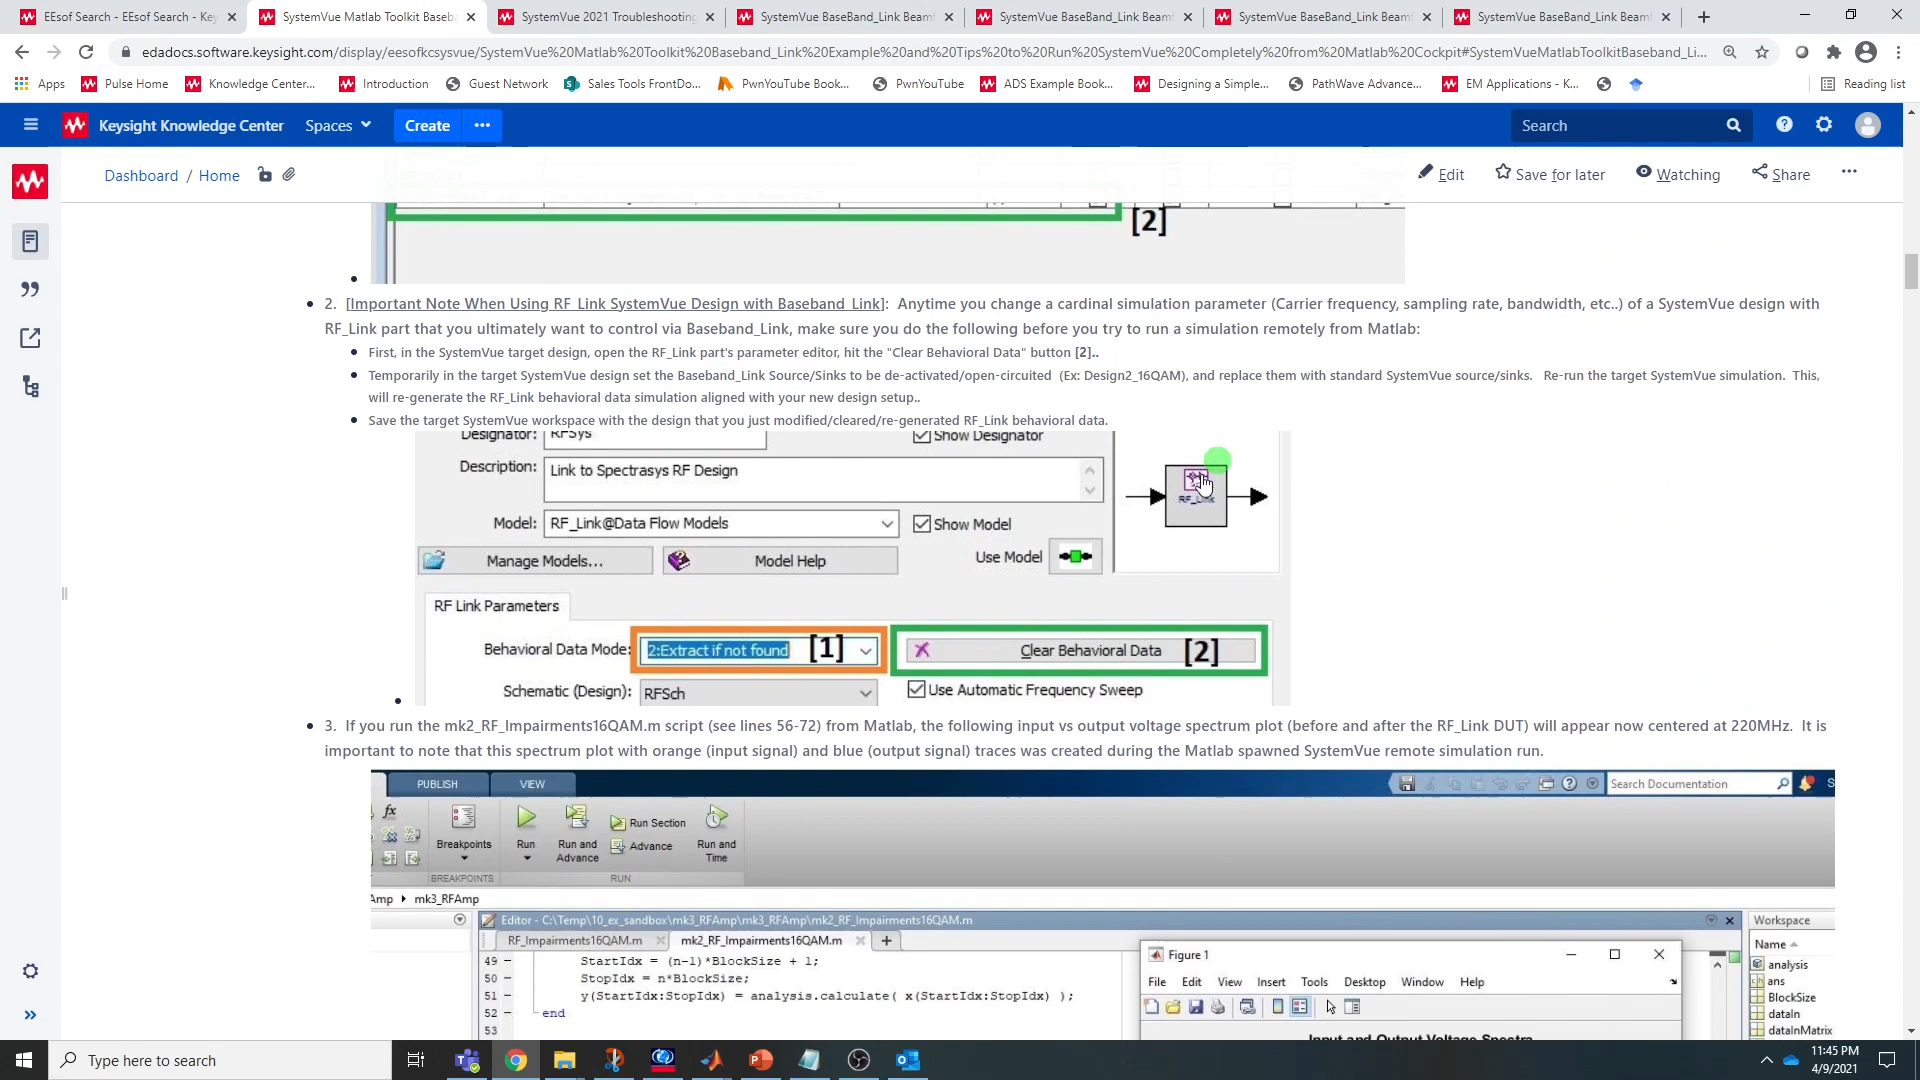 EEsof Search - EEsof Search - Key
SystemVue Matlab Toolkit Baseba
SystemVue 2021 Troubleshooting
SystemVue BaseBand_Link Beamf
SystemVue BaseBand_Link Beamf
SystemVue BaseBand_Link Beamf
SystemVue BaseBand_Link Beamf
edadocs.software.keysight.com/display/eesofkcsysvue/SystemVue%20Matlab%20Toolkit%20Baseband_Link%20Example%20and%20Tips%20to%20Run%20SystemVue%20Completely%20from%20Matlab%20Cockpit#SystemVueMatlabToolkitBaseband_Li...
Apps
Pulse Home
Knowledge Center...
Introduction
Guest Network
Sales Tools FrontDo...
PwnYouTube Book...
PwnYouTube
ADS Example Book...
Designing a Simple...
PathWave Advance...
EM Applications - K...
Reading list
Keysight Knowledge Center
Spaces
Create
Search
Dashboard / Home
Edit
Save for later
Watching
Share
[2]
2. [Important Note When Using RF_Link SystemVue Design with Baseband_Link]: Anytime you change a cardinal simulation parameter (Carrier frequency, sampling rate, bandwidth, etc..) of a SystemVue design with
RF_Link part that you ultimately want to control via Baseband_Link, make sure you do the following before you try to run a simulation remotely from Matlab:
First, in the SystemVue target design, open the RF_Link part's parameter editor, hit the "Clear Behavioral Data" button [2]..
Temporarily in the target SystemVue design set the Baseband_Link Source/Sinks to be de-activated/open-circuited (Ex: Design2_16QAM), and replace them with standard SystemVue source/sinks. Re-run the target SystemVue simulation. This,
will re-generate the RF_Link behavioral data simulation aligned with your new design setup..
Save the target SystemVue workspace with the design that you just modified/cleared/re-generated RF_Link behavioral data.
Designator: RFSys
Show Designator
Description: Link to Spectrasys RF Design
RF_Link
Model: RF_Link@Data Flow Models
Show Model
Manage Models...
Model Help
Use Model
RF Link Parameters
Behavioral Data Mode: 2:Extract if not found [1]
Clear Behavioral Data [2]
Schematic (Design): RFSch
Use Automatic Frequency Sweep
3. If you run the mk2_RF_Impairments16QAM.m script (see lines 56-72) from Matlab, the following input vs output voltage spectrum plot (before and after the RF_Link DUT) will appear now centered at 220MHz. It is
important to note that this spectrum plot with orange (input signal) and blue (output signal) traces was created during the Matlab spawned SystemVue remote simulation run.
PUBLISH
VIEW
Search Documentation
S
fx
Breakpoints
Run
Run and
Advance
Run Section
Advance
Run and
Time
BREAKPOINTS
RUN
Amp
mk3_RFAmp
Editor - C:\Temp\10_ex_sandbox\mk3_RFAmp\mk3_RFAmp\mk2_RF_Impairments16QAM.m
Workspace
RF_Impairments16QAM.m
mk2_RF_Impairments16QAM.m
Name
49 - StartIdx = (n-1)*BlockSize + 1;
50 - StopIdx = n*BlockSize;
51 - y(StartIdx:StopIdx) = analysis.calculate( x(StartIdx:StopIdx) );
52 - end
53
Figure 1
File Edit View Insert Tools Desktop Window Help
Input and Output Voltage Spectra
analysis
ans
BlockSize
dataIn
dataInMatrix
Type here to search
11:45 PM
4/9/2021